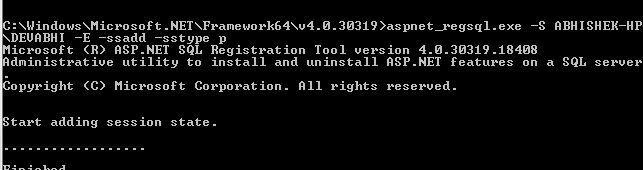 C:\Windows\Microsoft.NET\Framework64\v4.0.30319>aspnet_regsql.exe -S ABHISHEK-HP
\DEVABHI -E -ssadd -sstype p
Microsoft (R) ASP.NET SQL Registration Tool version 4.0.30319.18408
Administrative utility to install and uninstall ASP.NET features on a SQL server
.
Copyright (C) Microsoft Corporation. All rights reserved.
Start adding session state.
..................
Finished